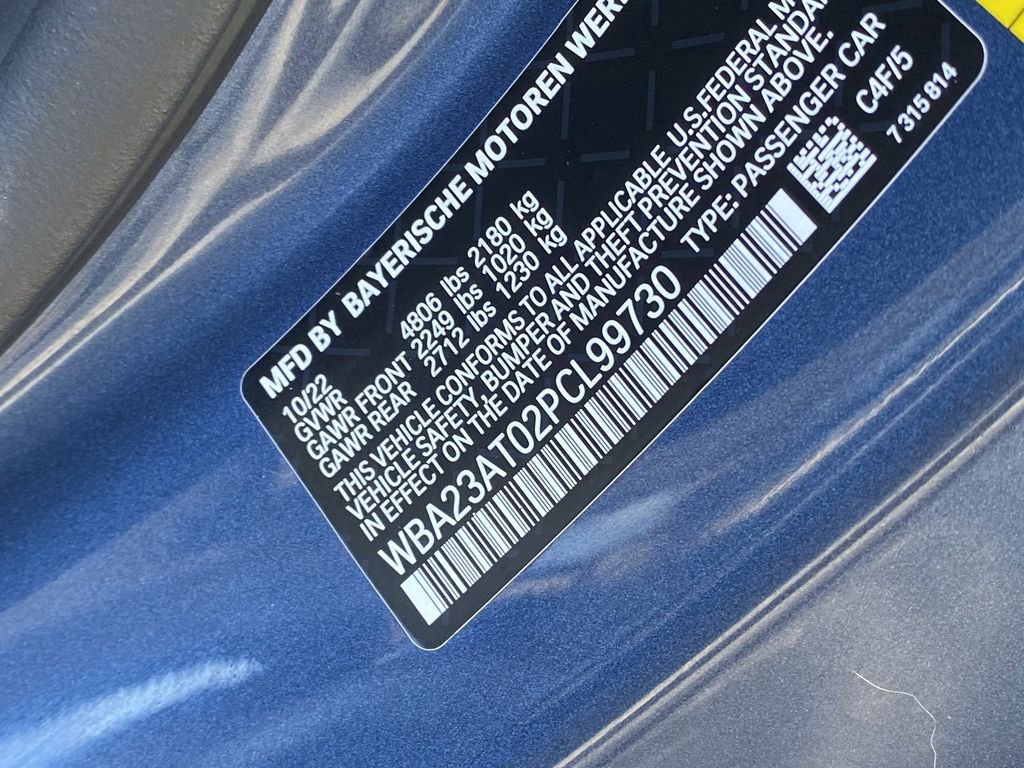 MFD BY BAYERISCHE MOTOREN
10/22
GVWR 4806 lbs 2180 kg
GAWR FRONT 2249 lbs 1020 kg
GAWR REAR 2712 lbs 1230 kg
THIS VEHICLE CONFORMS TO ALL APPLICABLE U.S.FEDERAL
VEHICLE SAFETY, BUMPER AND THEFT PREVENTION
IN EFFECT ON THE DATE OF MANUFACTURE SHOWN ABOVE.
WBA23AT02PCL99730 TYPE: PASSENGER CAR
C4F/5
7 315 814